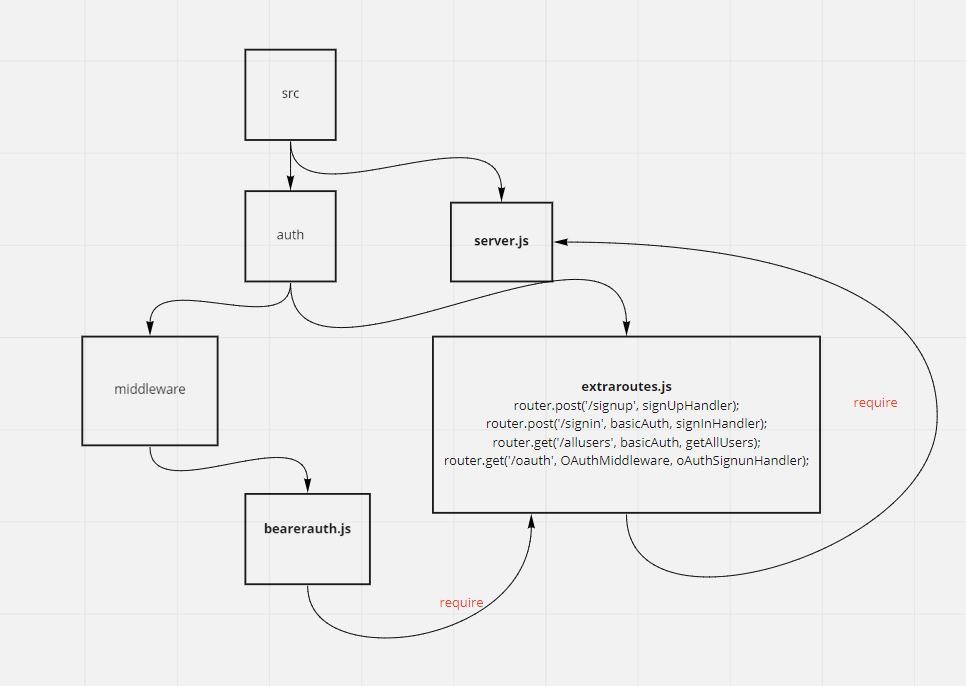 src
auth
server.js
middleware
extraroutes.js
router.post('/signup', signUpHandler);
router.post('/signin', basicAuth, signInHandler);
router.get('/allusers', basicAuth, getAllUsers);
router.get('/oauth', OAuthMiddleware, oAuthSignunHandler);
require
bearerauth.js
require